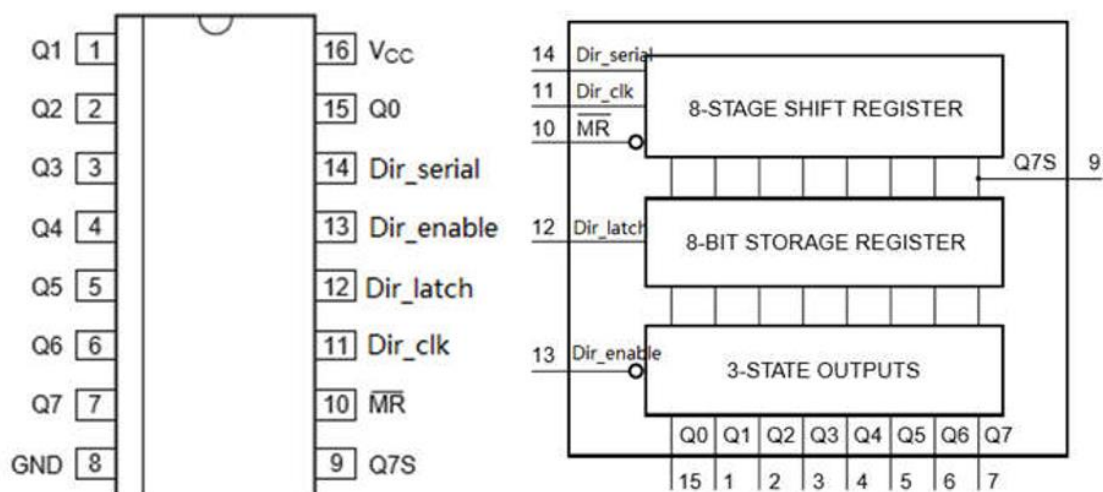 Q1 1 16 VCC
Q2 2 15 Q0
Q3 3 14 Dir_serial
Q4 4 13 Dir_enable
Q5 5 12 Dir_latch
Q6 6 11 Dir_clk
Q7 7 10 M̅R̅
GND 8 9 Q7S
14 Dir_serial
11 Dir_clk
10 M̅R̅
8-STAGE SHIFT REGISTER
Q7S 9
12 Dir_latch
8-BIT STORAGE REGISTER
13 Dir_enable
3-STATE OUTPUTS
Q0 Q1 Q2 Q3 Q4 Q5 Q6 Q7
15 1 2 3 4 5 6 7